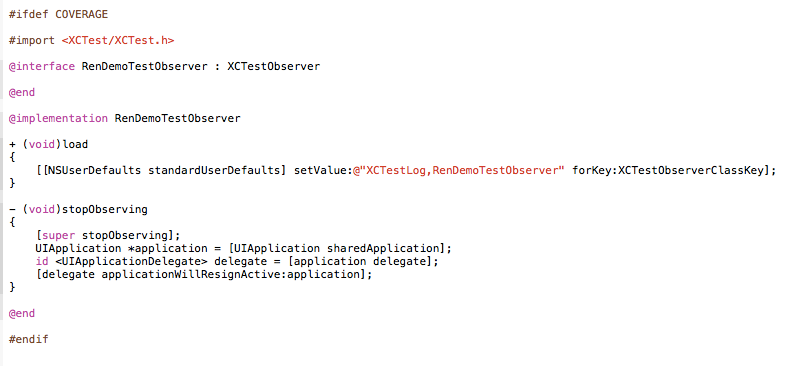 #ifdef COVERAGE
#import <XCTest/XCTest.h>
@interface RenDemoTestObserver : XCTestObserver
@end
@implementation RenDemoTestObserver
+ (void)load
{
    [[NSUserDefaults standardUserDefaults] setValue:@"XCTestLog,RenDemoTestObserver" forKey:XCTestObserverClassKey];
}
- (void)stopObserving
{
    [super stopObserving];
    UIApplication *application = [UIApplication sharedApplication];
    id <UIApplicationDelegate> delegate = [application delegate];
    [delegate applicationWillResignActive:application];
}
@end
#endif